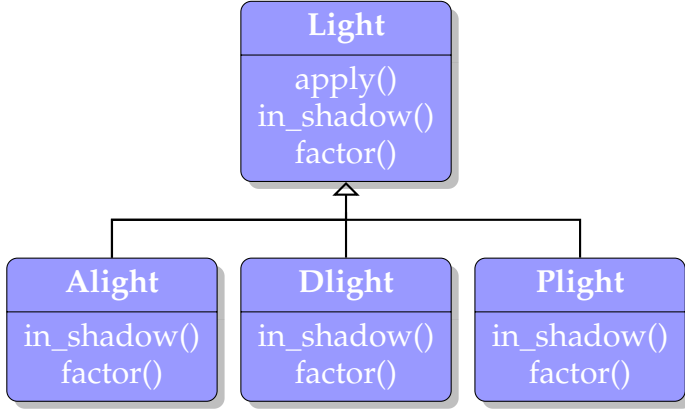 Light
apply()
in_shadow()
factor()
Alight
in_shadow()
factor()
Dlight
in_shadow()
factor()
Plight
in_shadow()
factor()